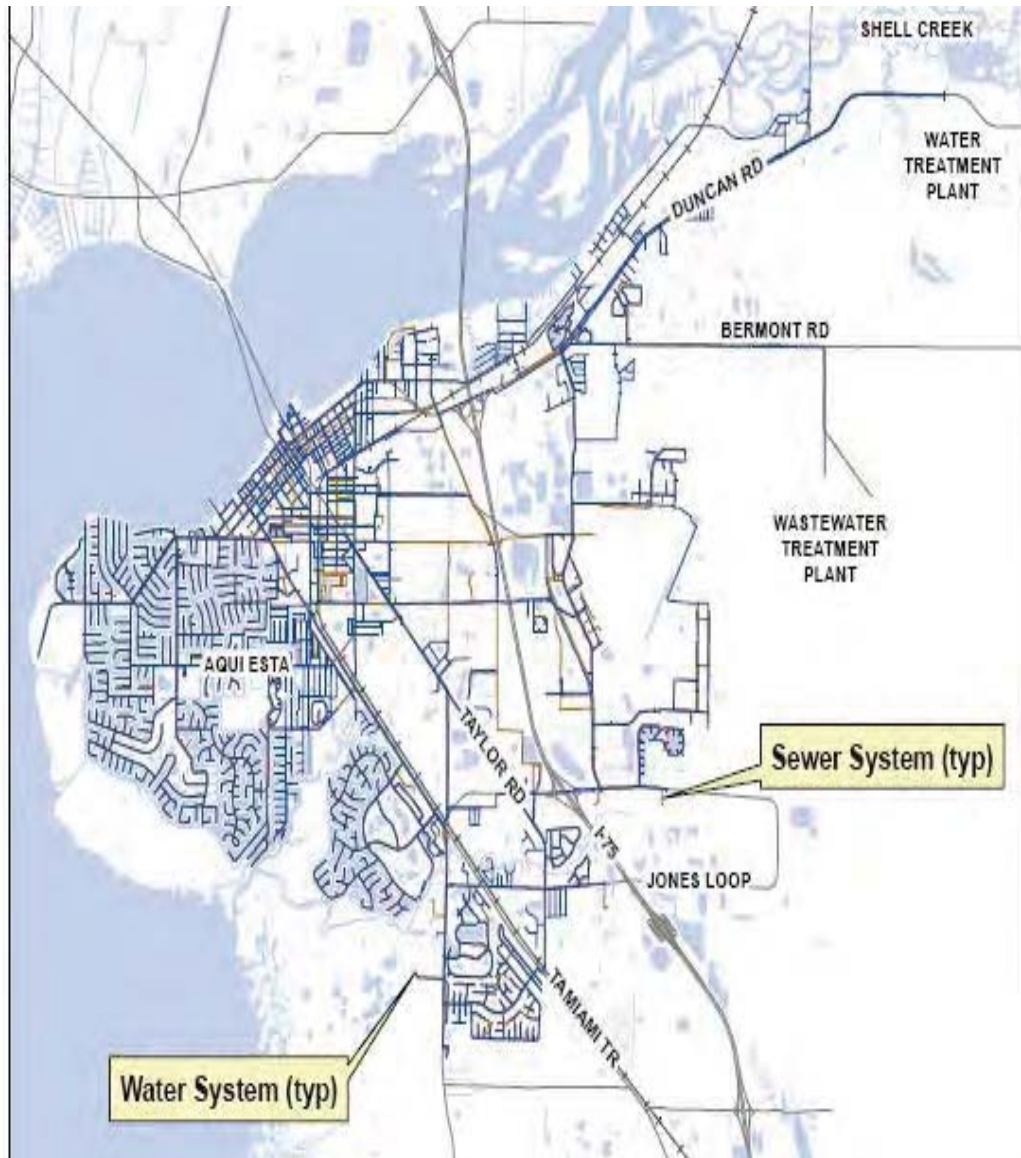 SHELL CREEK
WATER
TREATMENT
PLANT
DUNCAN RD
BERMONT RD
WASTEWATER
TREATMENT
PLANT
AQUI ESTA
TAYLOR RD
Sewer System (typ)
I-75
JONES LOOP
TAMIAMI TR
Water System (typ)